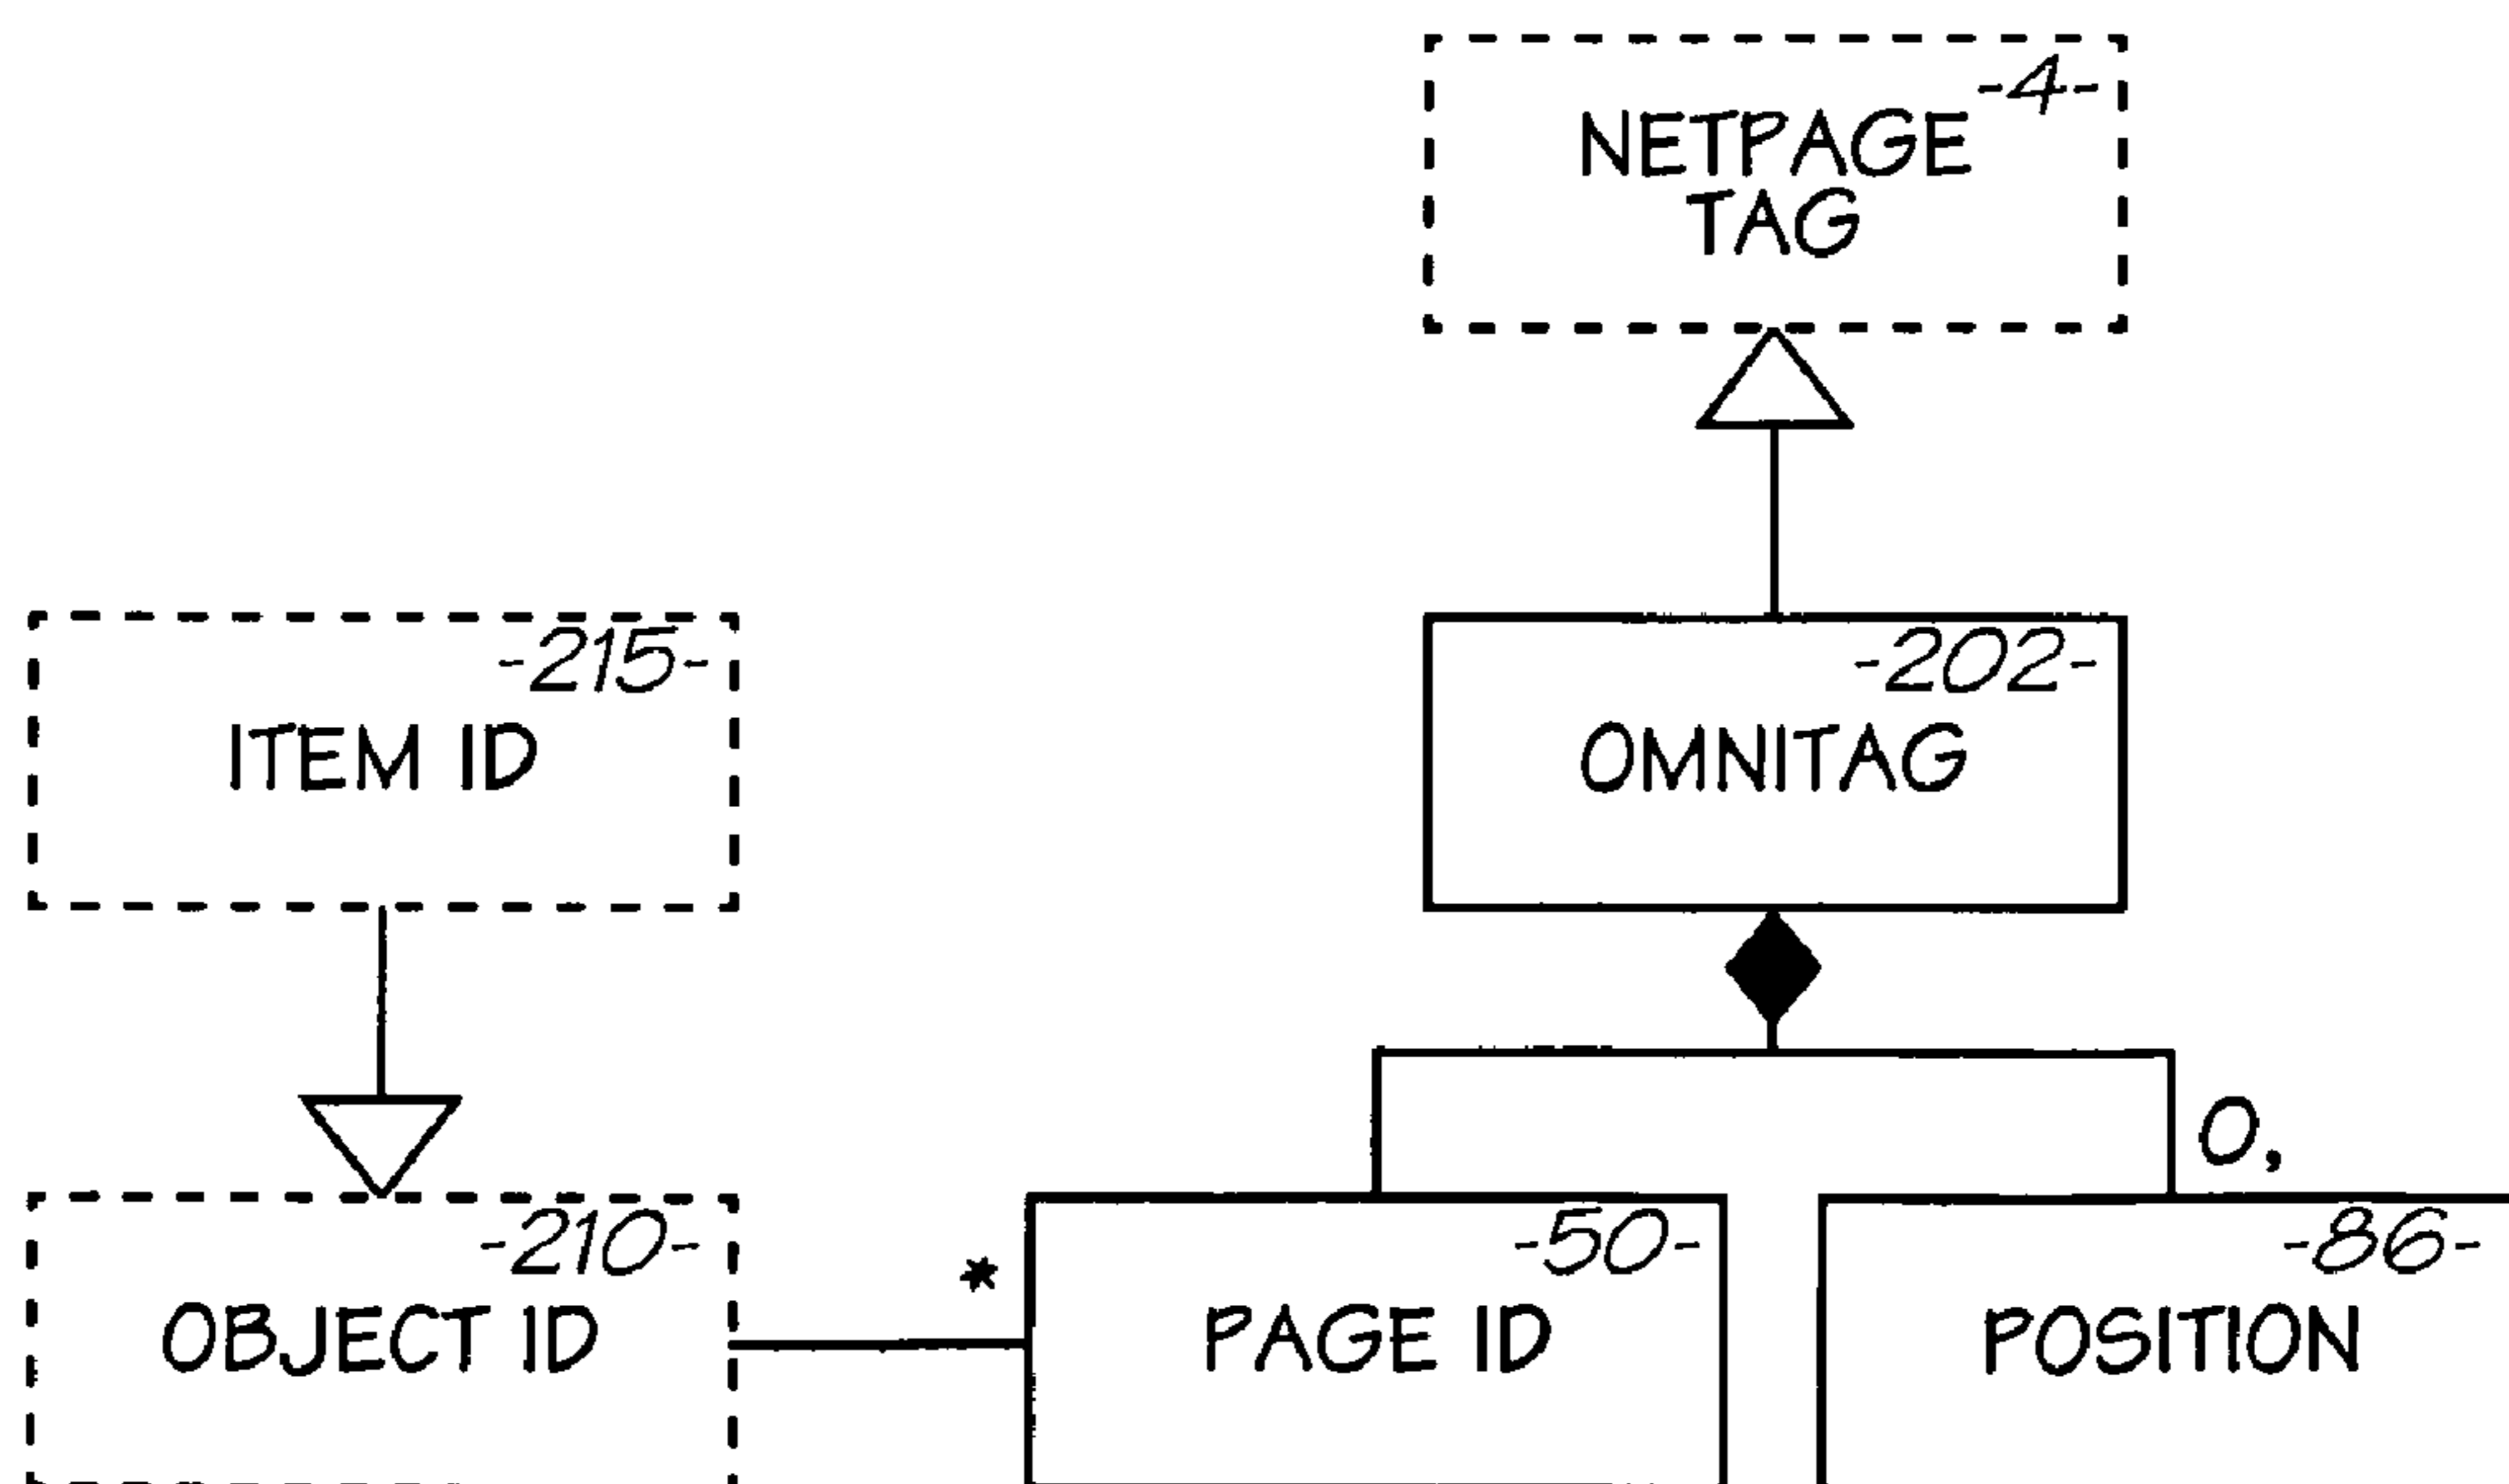 -4-
NETPAGE
TAG
-215-
ITEM ID
-202-
OMNITAG
0,
-210-
OBJECT ID
*
-50-
PAGE ID
-86-
POSITION